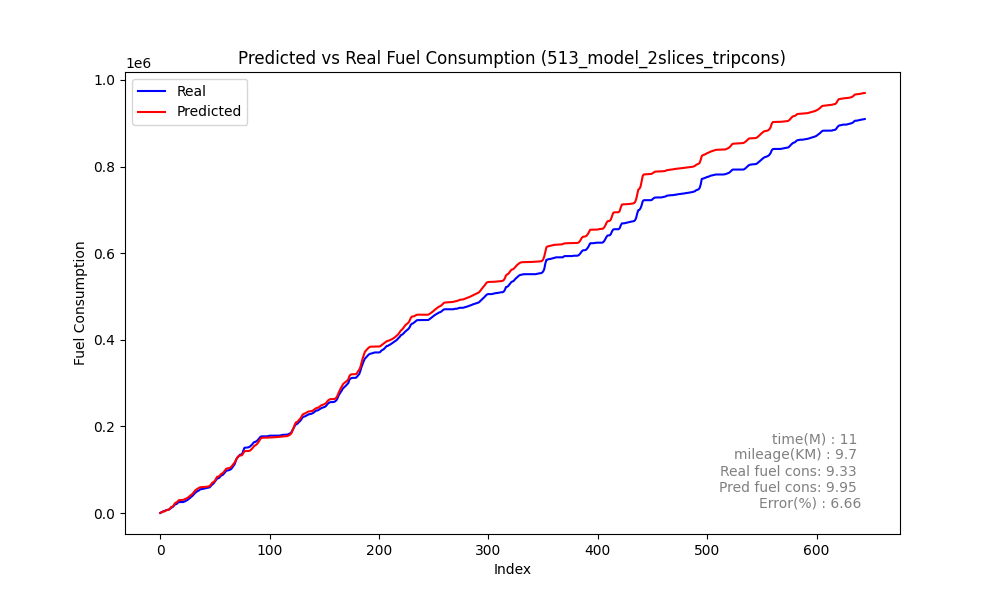 Predicted vs Real Fuel Consumption (513_model_2slices_tripcons)
1e6
Real
Predicted
1.0
0.8
0.6
0.4
0.2
0.0
Fuel Consumption
time(M) : 11
mileage(KM) : 9.7
Real fuel cons: 9.33
Pred fuel cons: 9.95
Error(%) : 6.66
0 100 200 300 400 500 600
Index